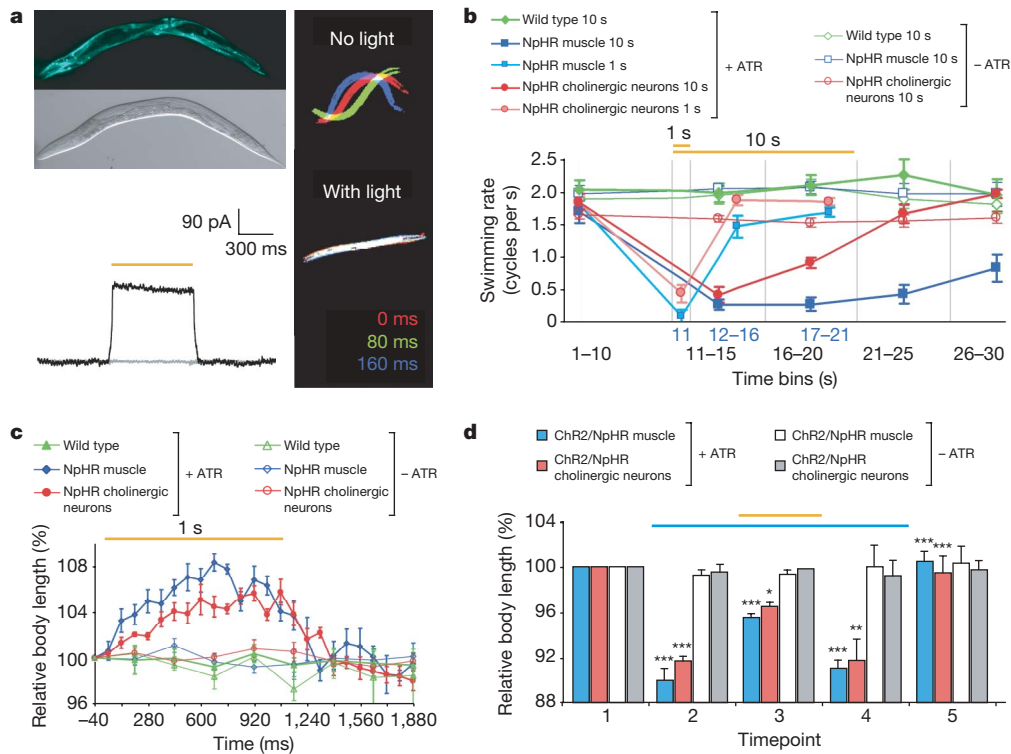 a
No light
With light
0 ms
80 ms
160 ms
90 pA
300 ms
b
Wild type 10 s
NpHR muscle 10 s
NpHR muscle 1 s
NpHR cholinergic neurons 10 s
NpHR cholinergic neurons 1 s
+ ATR
Wild type 10 s
NpHR muscle 10 s
NpHR cholinergic
neurons 10 s
– ATR
1 s
10 s
Swimming rate
(cycles per s)
2.5
2.0
1.5
1.0
0.5
0
11 12–16 17–21
1–10 11–15 16–20 21–25 26–30
Time bins (s)
c
Wild type
NpHR muscle
NpHR cholinergic
neurons
+ ATR
Wild type
NpHR muscle
NpHR cholinergic
neurons
– ATR
1 s
Relative body length (%)
108
104
100
96
–40 280 600 920 1,240 1,560 1,880
Time (ms)
d
ChR2/NpHR muscle
ChR2/NpHR
cholinergic neurons
+ ATR
ChR2/NpHR muscle
ChR2/NpHR
cholinergic neurons
– ATR
Relative body length (%)
104
100
96
92
88
*** ***
*** *
*** **
*** ***
1 2 3 4 5
Timepoint